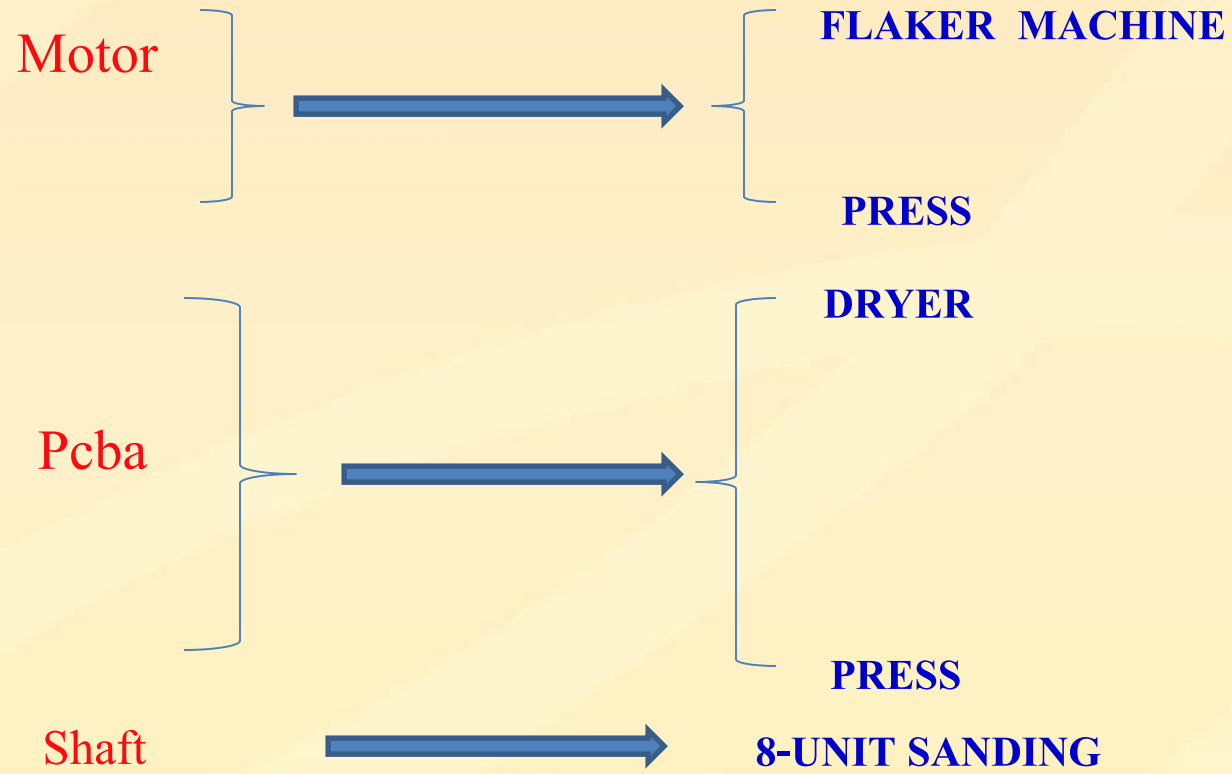 Motor
FLAKER MACHINE
PRESS
DRYER
Pcba
PRESS
Shaft
8-UNIT SANDING